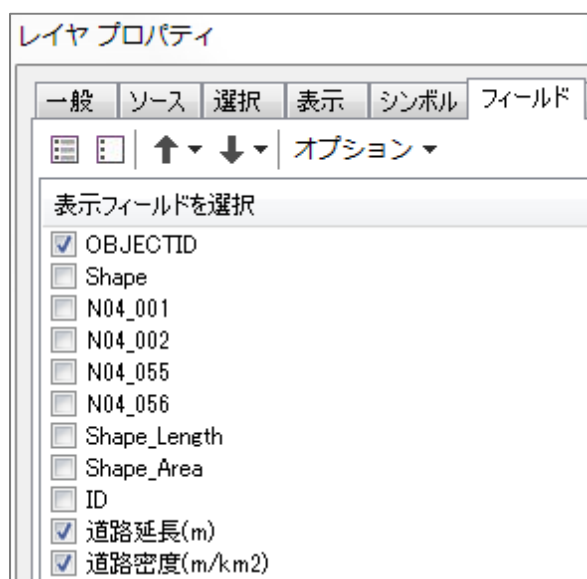 レイヤ プロパティ
一般 ソース 選択 表示 シンボル フィールド
オプション
表示フィールドを選択
OBJECTID
Shape
N04_001
N04_002
N04_055
N04_056
Shape_Length
Shape_Area
ID
道路延長(m)
道路密度(m/km2)